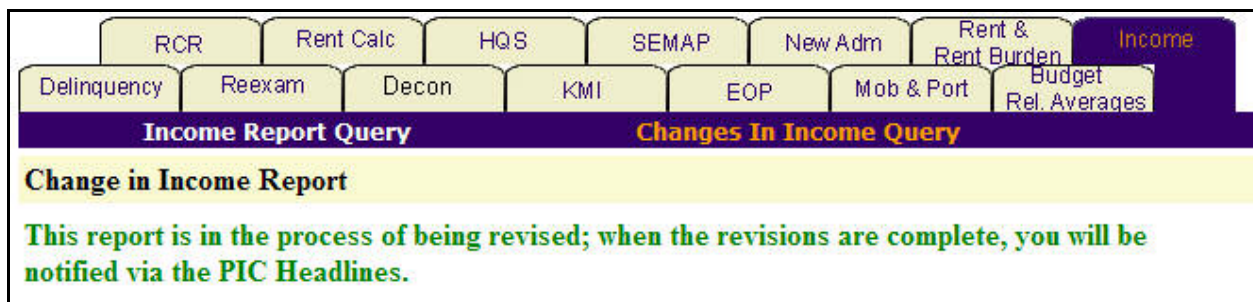 RCR Rent Calc HQS SEMAP New Adm Rent & Rent Burden Income
Delinquency Reexam Decon KMI EOP Mob & Port Budget Rel. Averages
Income Report Query Changes In Income Query
Change in Income Report
This report is in the process of being revised; when the revisions are complete, you will be
notified via the PIC Headlines.